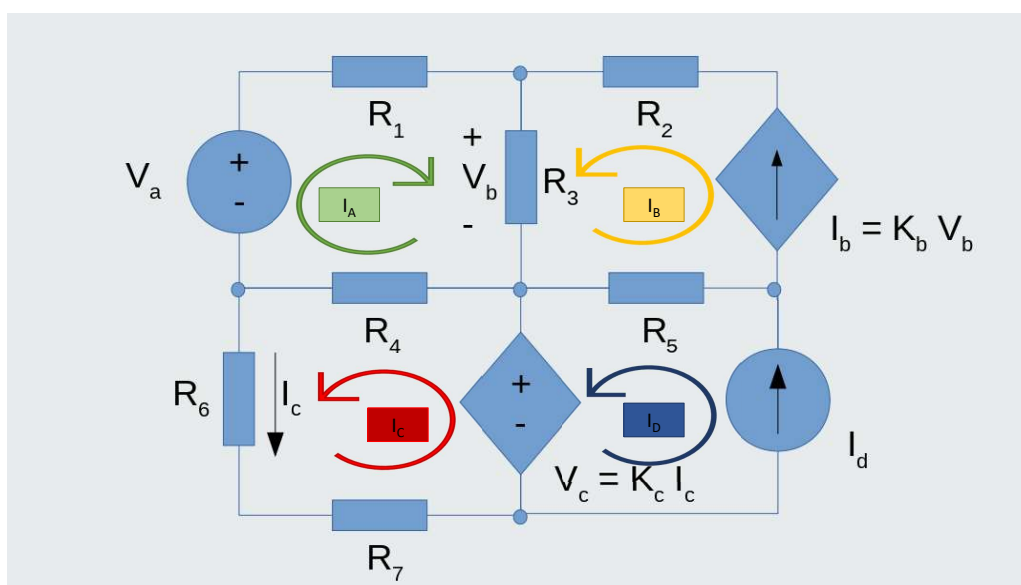 R1
R2
+
-
Va
+
Vb
-
R3
IA
IB
Ib = Kb Vb
R4
R5
R6
Ic
IC
+
-
ID
Vc = Kc Ic
Id
R7